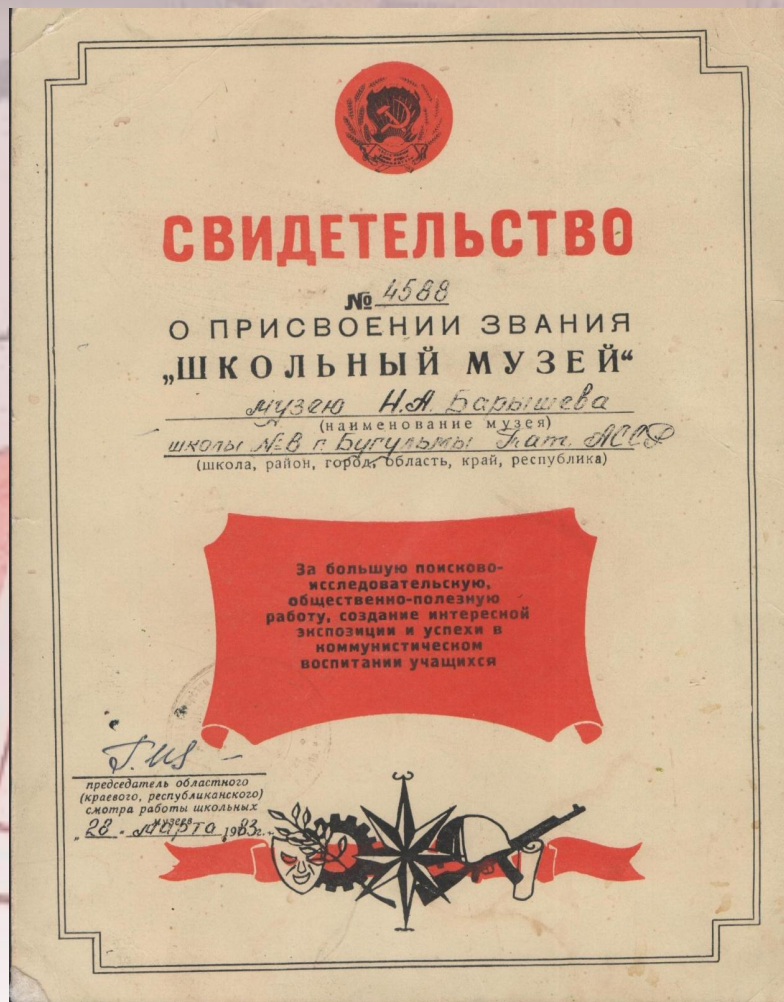 СВИДЕТЕЛЬСТВО
№ 4588
О ПРИСВОЕНИИ ЗВАНИЯ
„ШКОЛЬНЫЙ МУЗЕЙ“
музею Н.А. Барышева
(наименование музея)
школы № 8 г. Бугульмы Тат. АССР
(школа, район, город, область, край, республика)
За большую поисково-
исследовательскую,
общественно-полезную
работу, создание интересной
экспозиции и успехи в
коммунистическом
воспитании учащихся
председатель областного
(краевого, республиканского)
смотра работы школьных
музеев
„28“ марта 1983г.